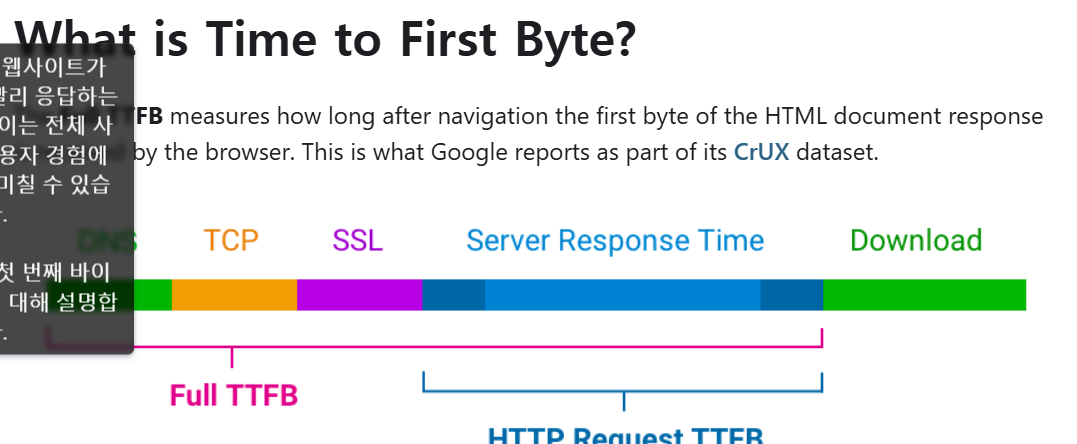 What is Time to First Byte?
웹사이트가
빨리 응답하는
이는 전체 사
용자 경험에
미칠 수 있습
.
첫 번째 바이
대해 설명합
.
TTFB measures how long after navigation the first byte of the HTML document response
by the browser. This is what Google reports as part of its CrUX dataset.
DNS TCP SSL Server Response Time Download
Full TTFB
HTTP Request TTFB